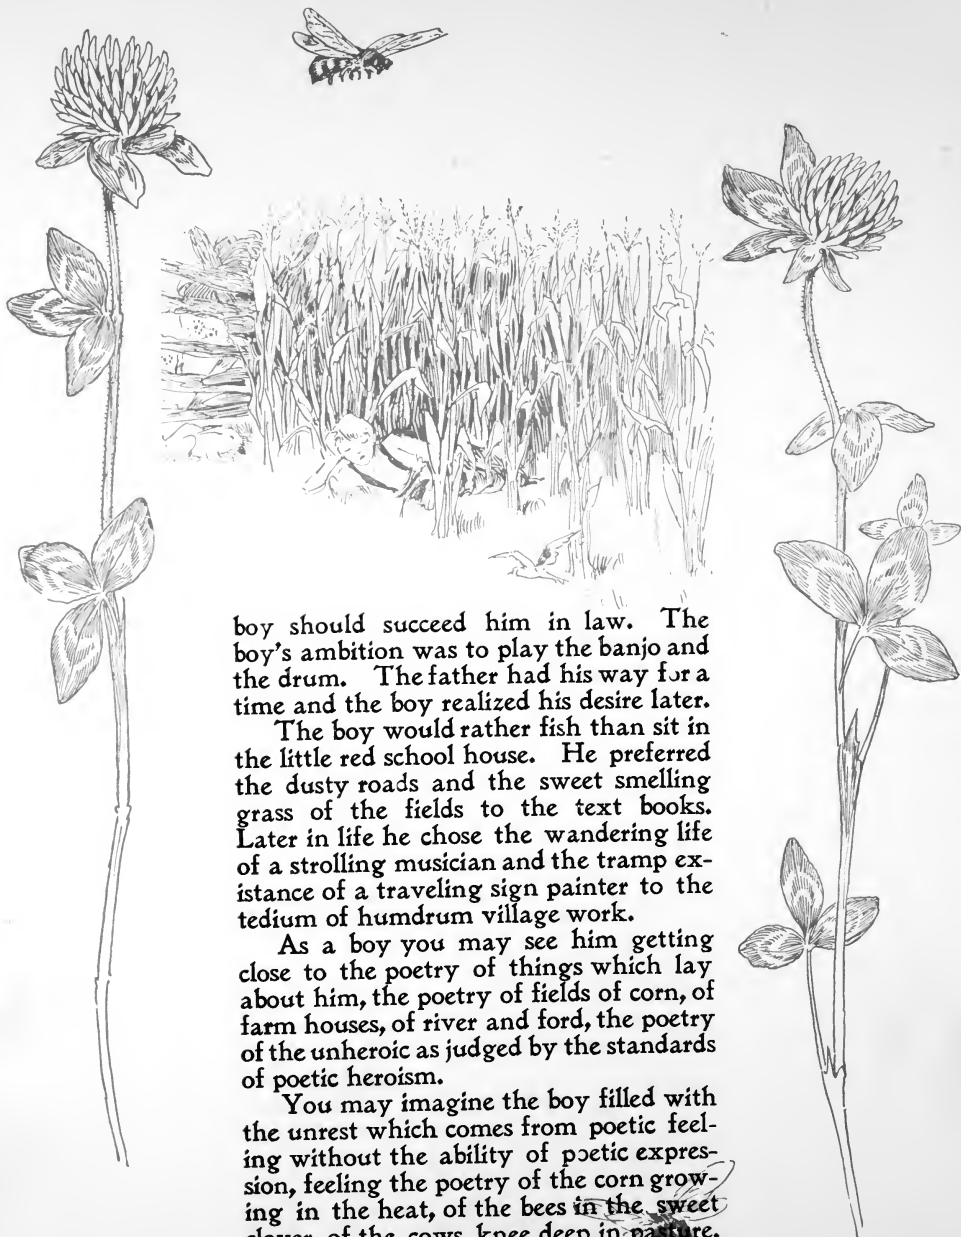 boy should succeed him in law. The
boy's ambition was to play the banjo and
the drum. The father had his way for a
time and the boy realized his desire later.
The boy would rather fish than sit in
the little red school house. He preferred
the dusty roads and the sweet smelling
grass of the fields to the text books.
Later in life he chose the wandering life
of a strolling musician and the tramp ex-
istance of a traveling sign painter to the
tedium of humdrum village work.
As a boy you may see him getting
close to the poetry of things which lay
about him, the poetry of fields of corn, of
farm houses, of river and ford, the poetry
of the unheroic as judged by the standards
of poetic heroism.
You may imagine the boy filled with
the unrest which comes from poetic feel-
ing without the ability of poetic expres-
sion, feeling the poetry of the corn grow-
ing in the heat, of the bees in the sweet
clover, of the cows knee deep in pasture,